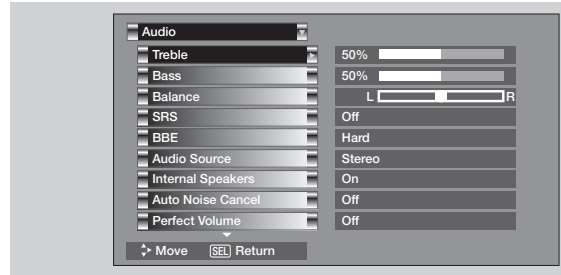 Audio
Treble 50%
Bass 50%
Balance L R
SRS Off
BBE Hard
Audio Source Stereo
Internal Speakers On
Auto Noise Cancel Off
Perfect Volume Off
Move SEL Return